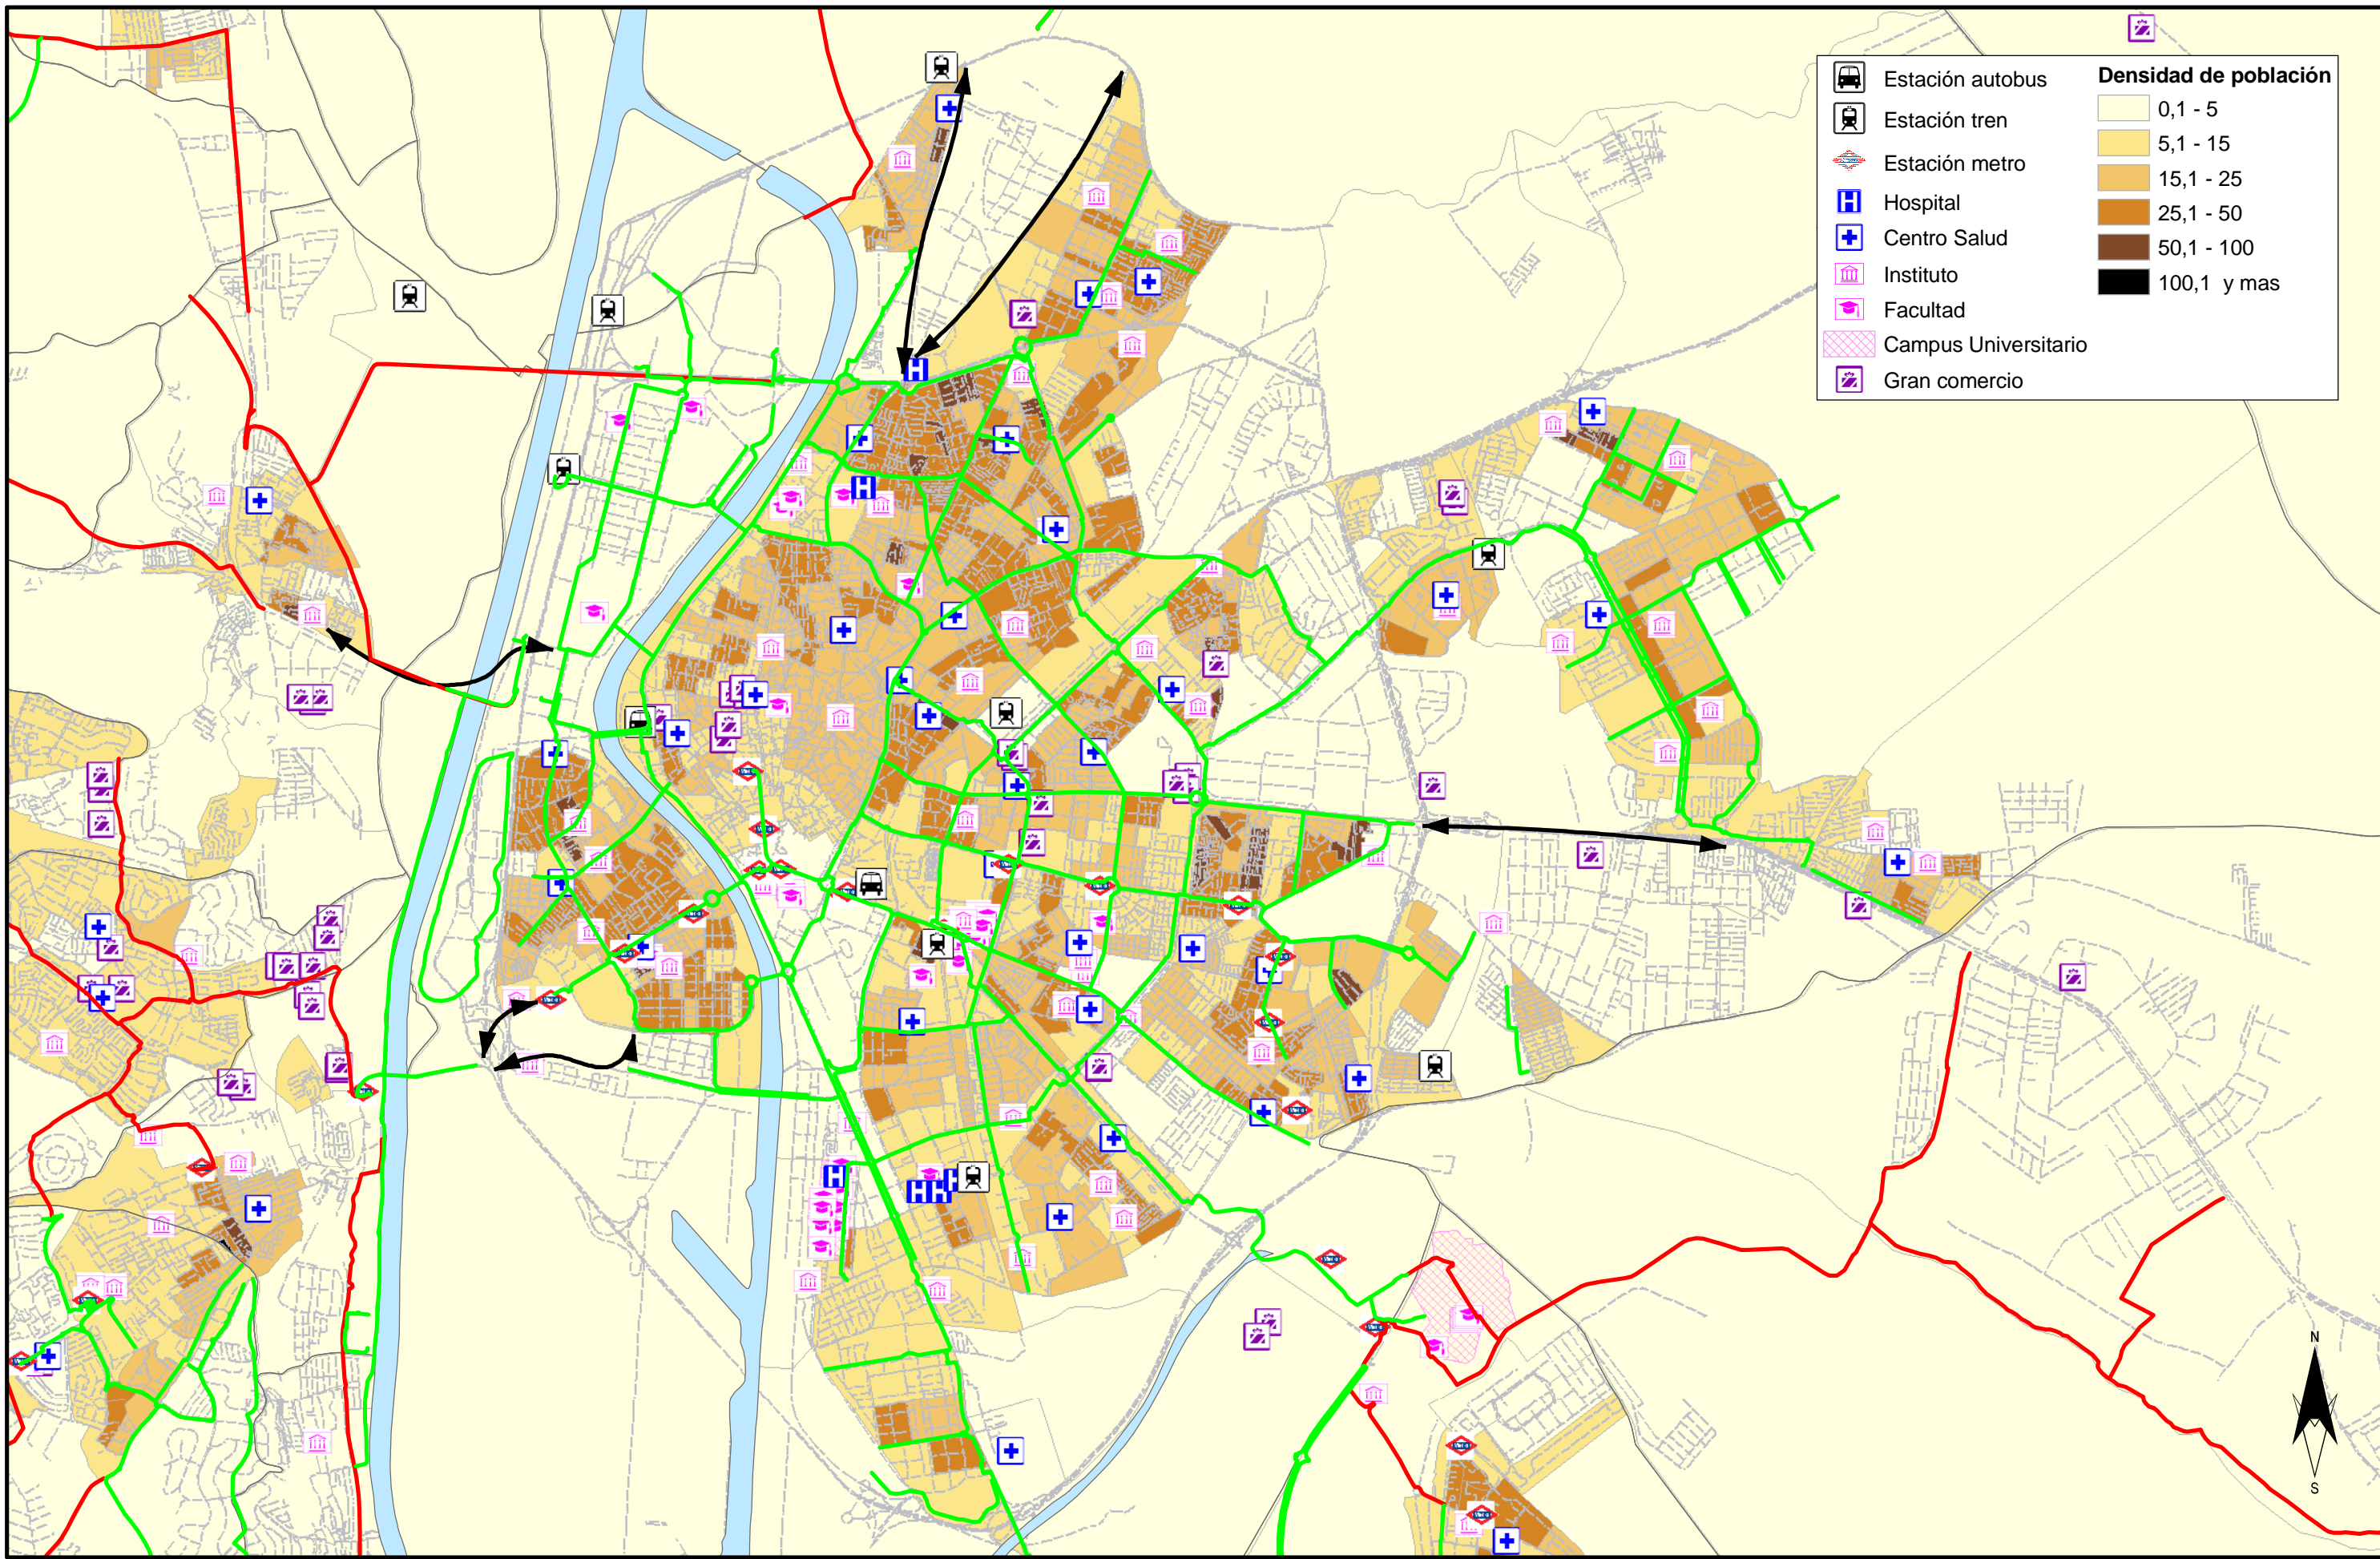 Estación autobus
Estación tren
Estación metro
Hospital
Centro Salud
Instituto
Facultad
Campus Universitario
Gran comercio
Densidad de población
0,1 - 5
5,1 - 15
15,1 - 25
25,1 - 50
50,1 - 100
100,1 y mas
N
S